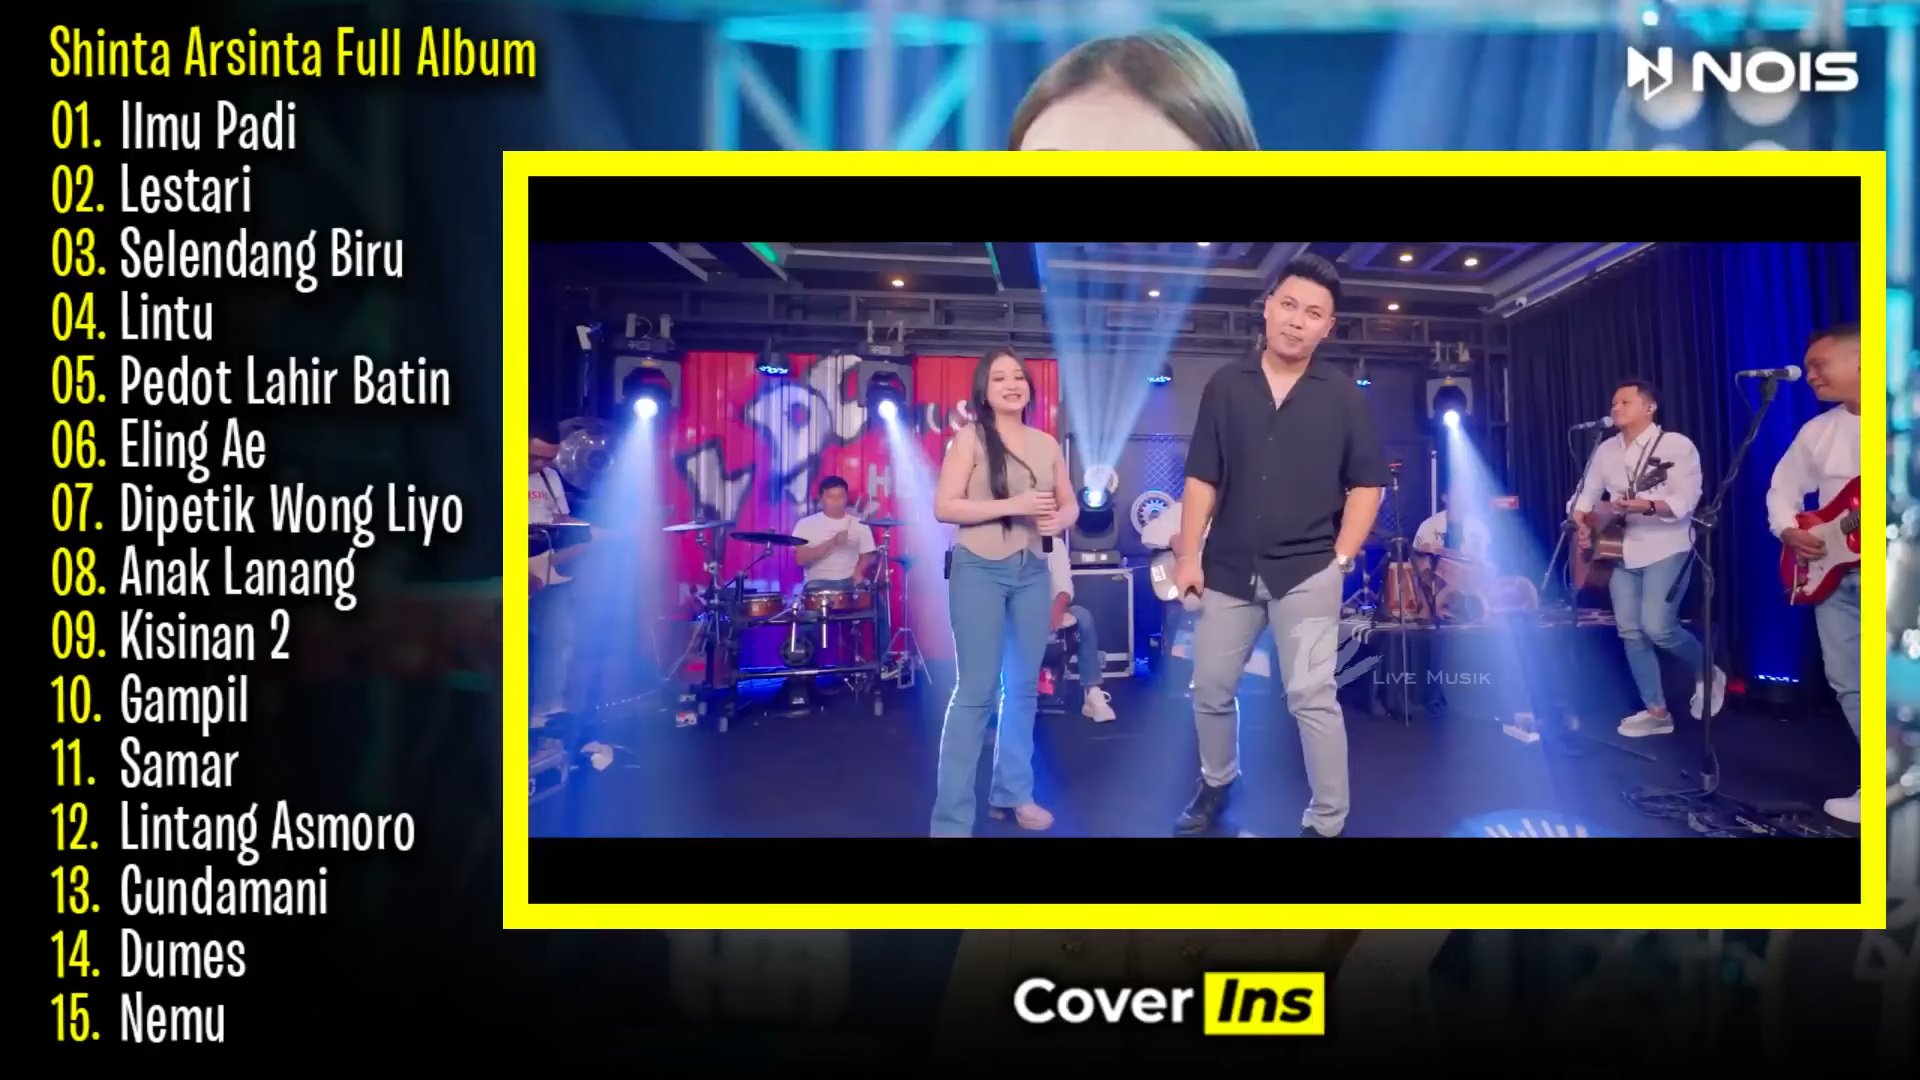 Shinta Arsinta Full Album
01. Ilmu Padi
02. Lestari
03. Selendang Biru
04. Lintu
05. Pedot Lahir Batin
06. Eling Ae
07. Dipetik Wong Liyo
08. Anak Lanang
09. Kisinan 2
10. Gampil
11. Samar
12. Lintang Asmoro
13. Cundamani
14. Dumes
15. Nemu
NOIS
Live Musik
Cover Ins